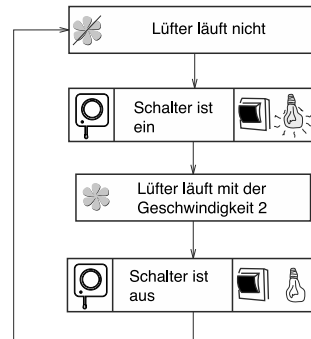 Lüfter läuft nicht
Schalter ist
ein
Lüfter läuft mit der
Geschwindigkeit 2
Schalter ist
aus